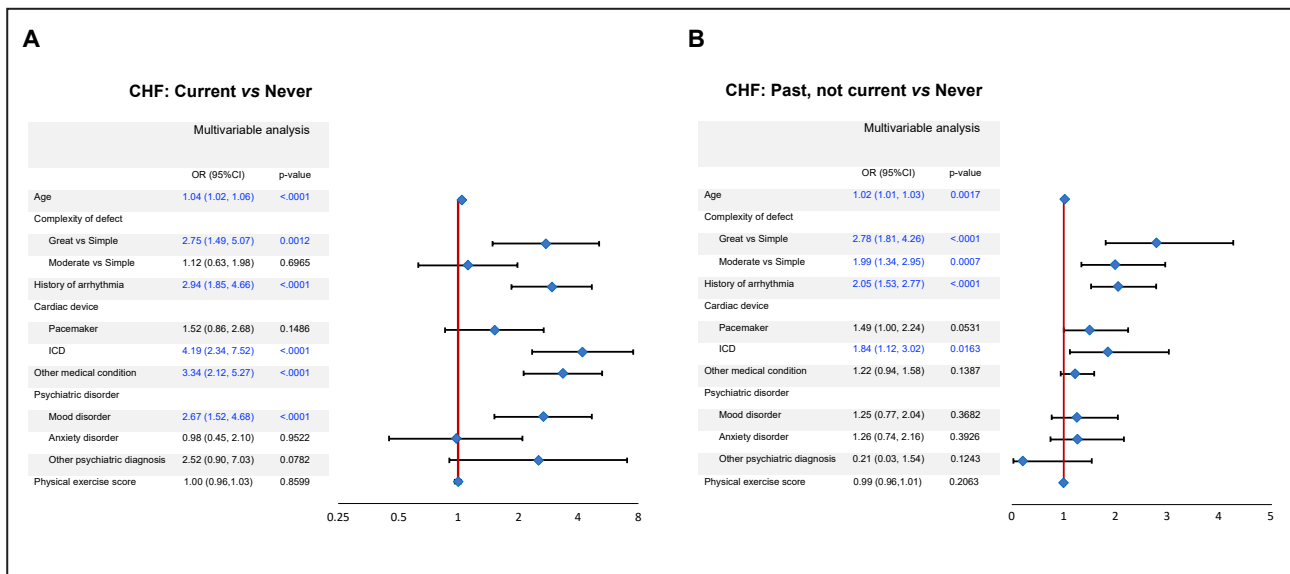 A
CHF: Current vs Never
Multivariable analysis
OR (95%CI) p-value
Age 1.04 (1.02, 1.06) <.0001
Complexity of defect
Great vs Simple 2.75 (1.49, 5.07) 0.0012
Moderate vs Simple 1.12 (0.63, 1.98) 0.6965
History of arrhythmia 2.94 (1.85, 4.66) <.0001
Cardiac device
Pacemaker 1.52 (0.86, 2.68) 0.1486
ICD 4.19 (2.34, 7.52) <.0001
Other medical condition 3.34 (2.12, 5.27) <.0001
Psychiatric disorder
Mood disorder 2.67 (1.52, 4.68) <.0001
Anxiety disorder 0.98 (0.45, 2.10) 0.9522
Other psychiatric diagnosis 2.52 (0.90, 7.03) 0.0782
Physical exercise score 1.00 (0.96,1.03) 0.8599
0.25 0.5 1 2 4 8
B
CHF: Past, not current vs Never
Multivariable analysis
OR (95%CI) p-value
Age 1.02 (1.01, 1.03) 0.0017
Complexity of defect
Great vs Simple 2.78 (1.81, 4.26) <.0001
Moderate vs Simple 1.99 (1.34, 2.95) 0.0007
History of arrhythmia 2.05 (1.53, 2.77) <.0001
Cardiac device
Pacemaker 1.49 (1.00, 2.24) 0.0531
ICD 1.84 (1.12, 3.02) 0.0163
Other medical condition 1.22 (0.94, 1.58) 0.1387
Psychiatric disorder
Mood disorder 1.25 (0.77, 2.04) 0.3682
Anxiety disorder 1.26 (0.74, 2.16) 0.3926
Other psychiatric diagnosis 0.21 (0.03, 1.54) 0.1243
Physical exercise score 0.99 (0.96,1.01) 0.2063
0 1 2 3 4 5